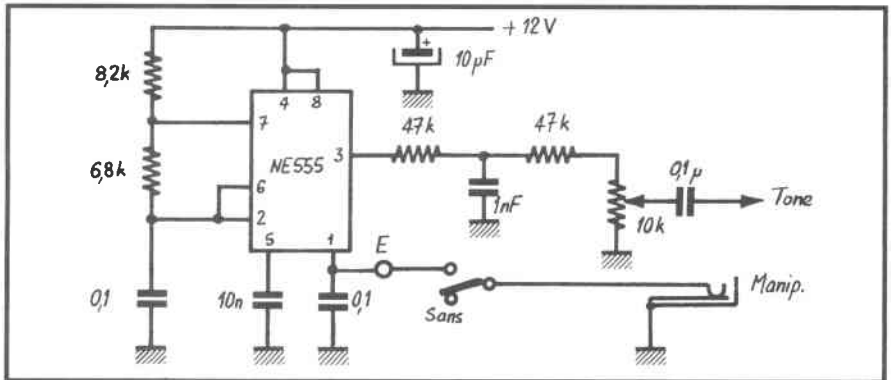 + 12V
8,2k
10µF
4
8
7
47k
47k
3
NE555
0,1µ
6,8k
6
1nF
Tone
10k
2
5
1
E
0,1
10n
0,1
Sans
Manip.